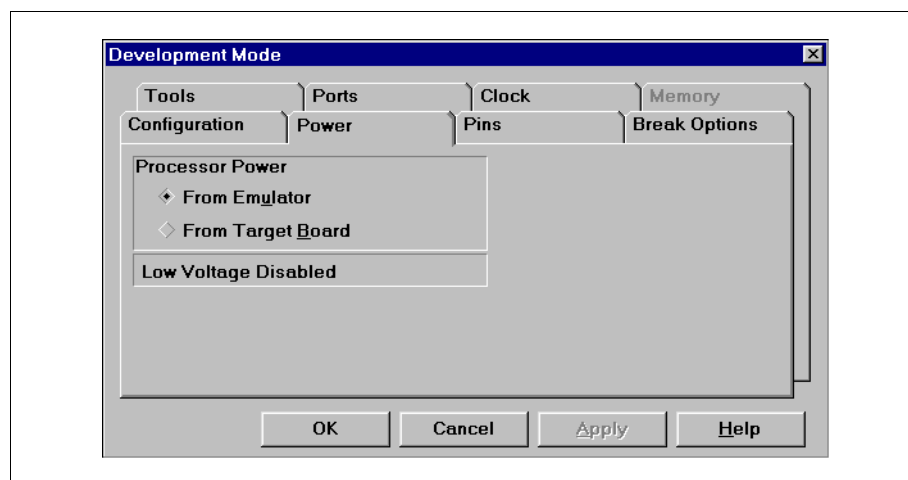 Development Mode
Tools Ports Clock Memory
Configuration Power Pins Break Options
Processor Power
From Emulator
From Target Board
Low Voltage Disabled
OK Cancel Apply Help